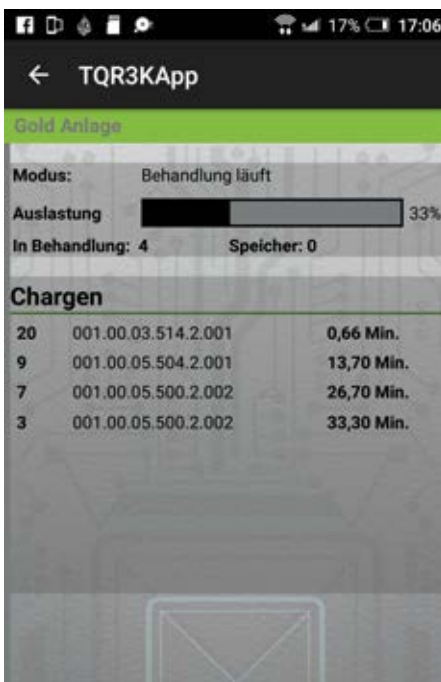 17% 17:06
TQR3KApp
Gold Anlage
Modus: Behandlung läuft
Auslastung 33%
In Behandlung: 4 Speicher: 0
Chargen
20 001.00.03.514.2.001 0,66 Min.
9 001.00.05.504.2.001 13,70 Min.
7 001.00.05.500.2.002 26,70 Min.
3 001.00.05.500.2.002 33,30 Min.